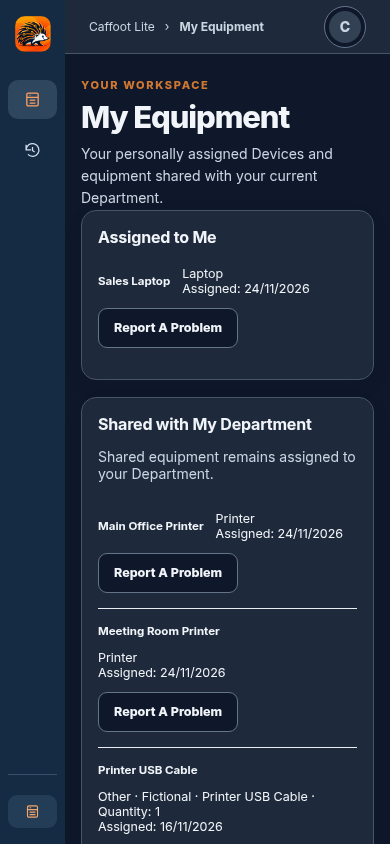 Caffoot Lite › My Equipment
C
YOUR WORKSPACE
My Equipment
Your personally assigned Devices and
equipment shared with your current
Department.
Assigned to Me
Sales Laptop
Laptop
Assigned: 24/11/2026
Report A Problem
Shared with My Department
Shared equipment remains assigned to
your Department.
Main Office Printer
Printer
Assigned: 24/11/2026
Report A Problem
Meeting Room Printer
Printer
Assigned: 24/11/2026
Report A Problem
Printer USB Cable
Other · Fictional · Printer USB Cable ·
Quantity: 1
Assigned: 16/11/2026